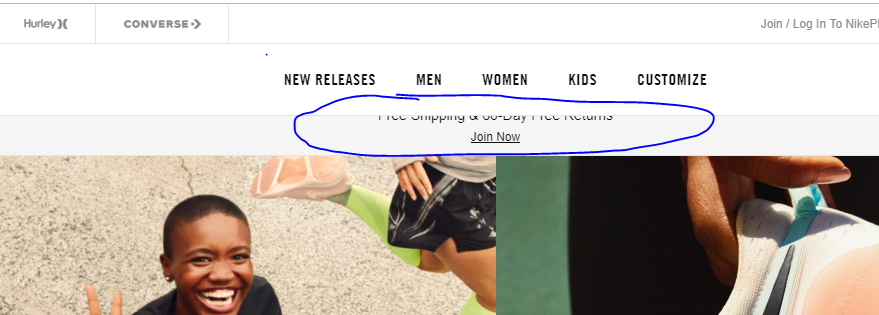 Hurley CONVERSE Join / Log In To NikePl
NEW RELEASES MEN WOMEN KIDS CUSTOMIZE
Free Shipping & 60-Day Free Returns
Join Now